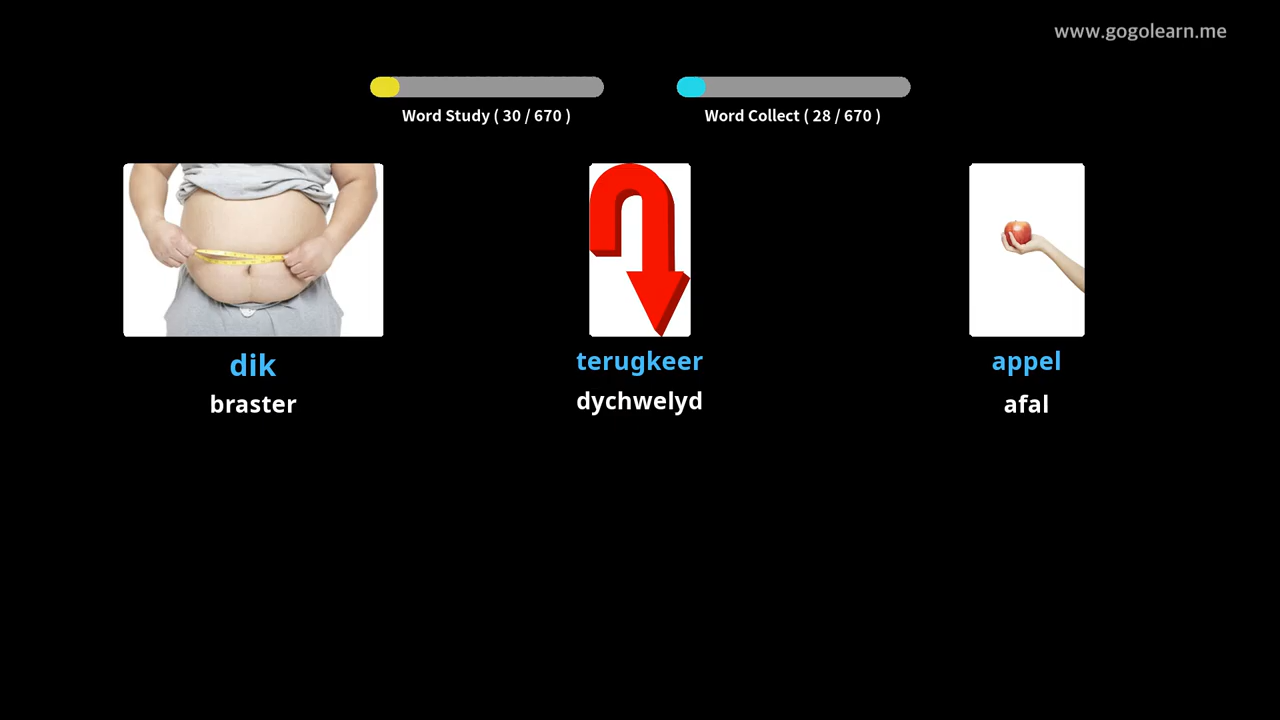 www.gogolearn.me
Word Study ( 30 / 670 )
Word Collect ( 28 / 670 )
dik
braster
terugkeer
dychwelyd
appel
afal